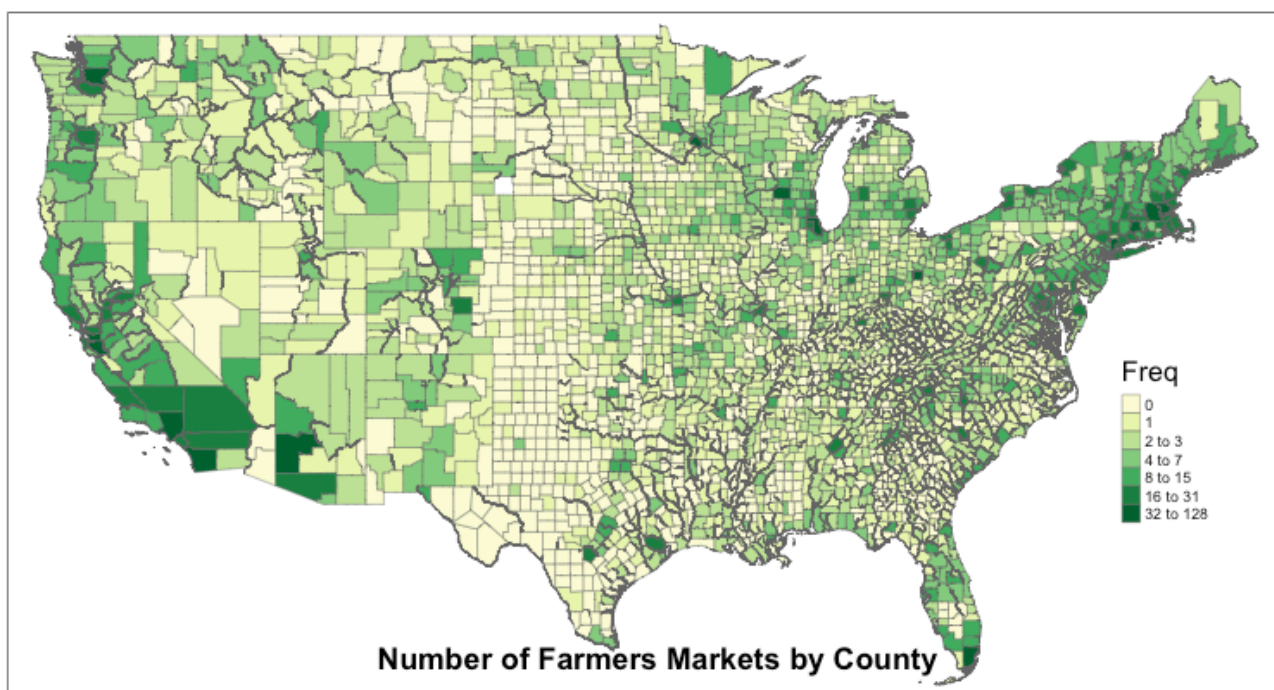 Freq
0
1
2 to 3
4 to 7
8 to 15
16 to 31
32 to 128
Number of Farmers Markets by County